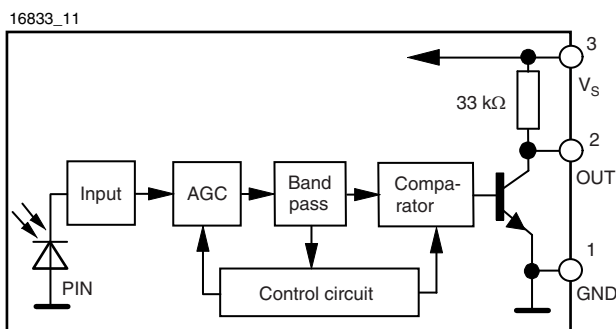 16833_11
3
V_S
33 kΩ
2
OUT
Input
AGC
Band
pass
Compa-
rator
1
GND
PIN
Control circuit